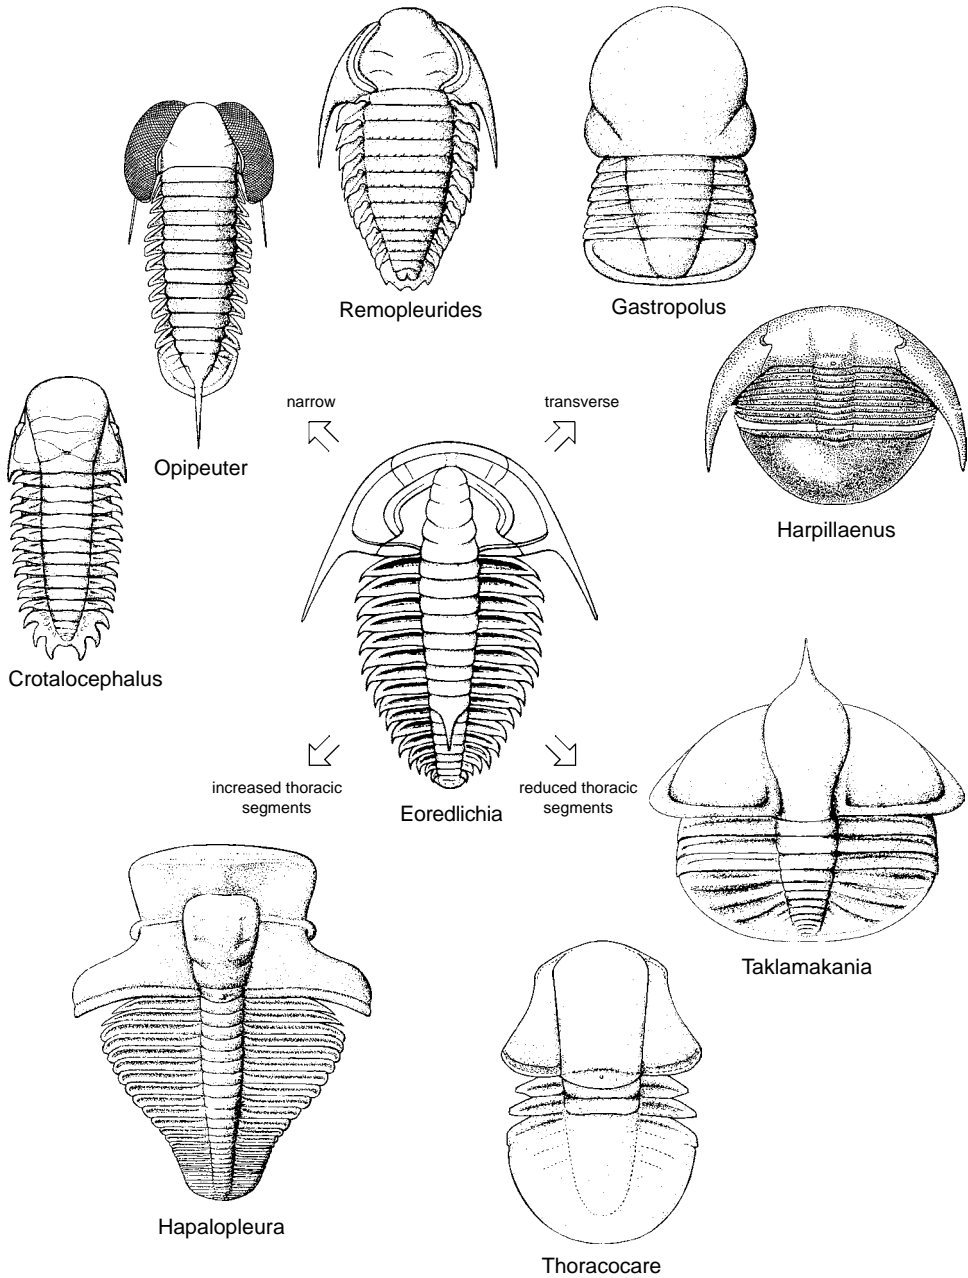 Remopleurides
Gastropolus
narrow
transverse
Opipeuter
Harpillaenus
Crotalocephalus
increased thoracic
segments
Eoredlichia
reduced thoracic
segments
Taklamakania
Hapalopleura
Thoracocare